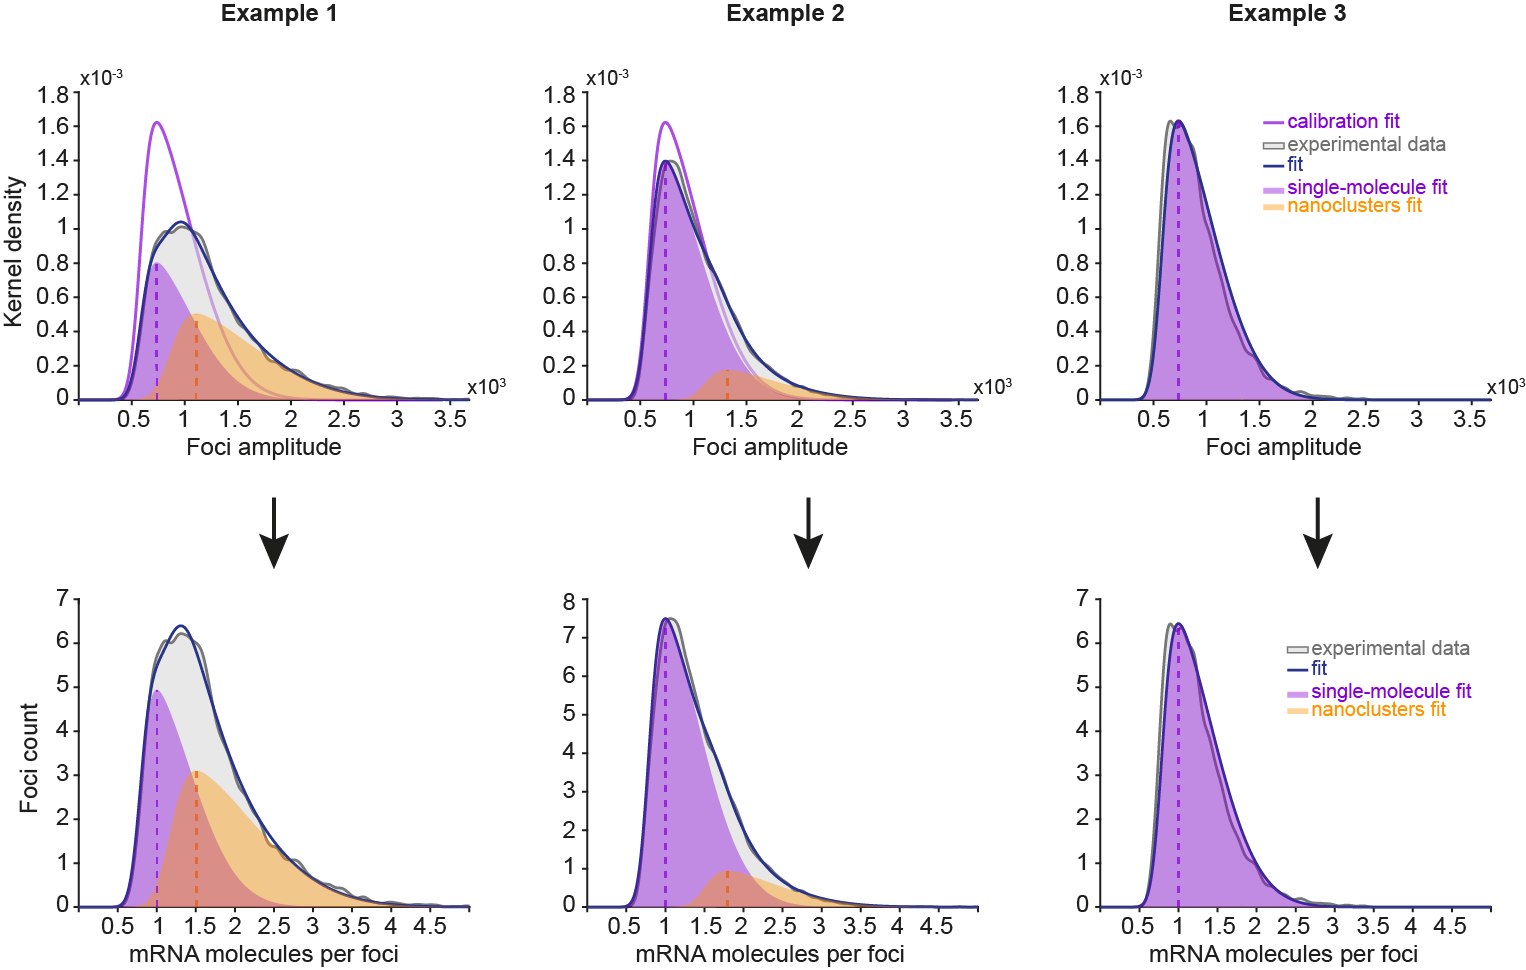 Example 1
Example 2
Example 3
x10-3
1.8
1.6
1.4
1.2
1
0.8
0.6
0.4
0.2
0
Kernel density
0.5 1 1.5 2 2.5 3 3.5
x103
Foci amplitude
x10-3
1.8
1.6
1.4
1.2
1
0.8
0.6
0.4
0.2
0
0.5 1 1.5 2 2.5 3 3.5
x103
Foci amplitude
x10-3
1.8
1.6
1.4
1.2
1
0.8
0.6
0.4
0.2
0
0.5 1 1.5 2 2.5 3 3.5
x103
Foci amplitude
calibration fit
experimental data
fit
single-molecule fit
nanoclusters fit
7
6
5
4
3
2
1
0
Foci count
0.5 1 1.5 2 2.5 3 3.5 4 4.5
mRNA molecules per foci
8
7
6
5
4
3
2
1
0
0.5 1 1.5 2 2.5 3 3.5 4 4.5
mRNA molecules per foci
7
6
5
4
3
2
1
0
0.5 1 1.5 2 2.5 3 3.5 4 4.5
mRNA molecules per foci
experimental data
fit
single-molecule fit
nanoclusters fit